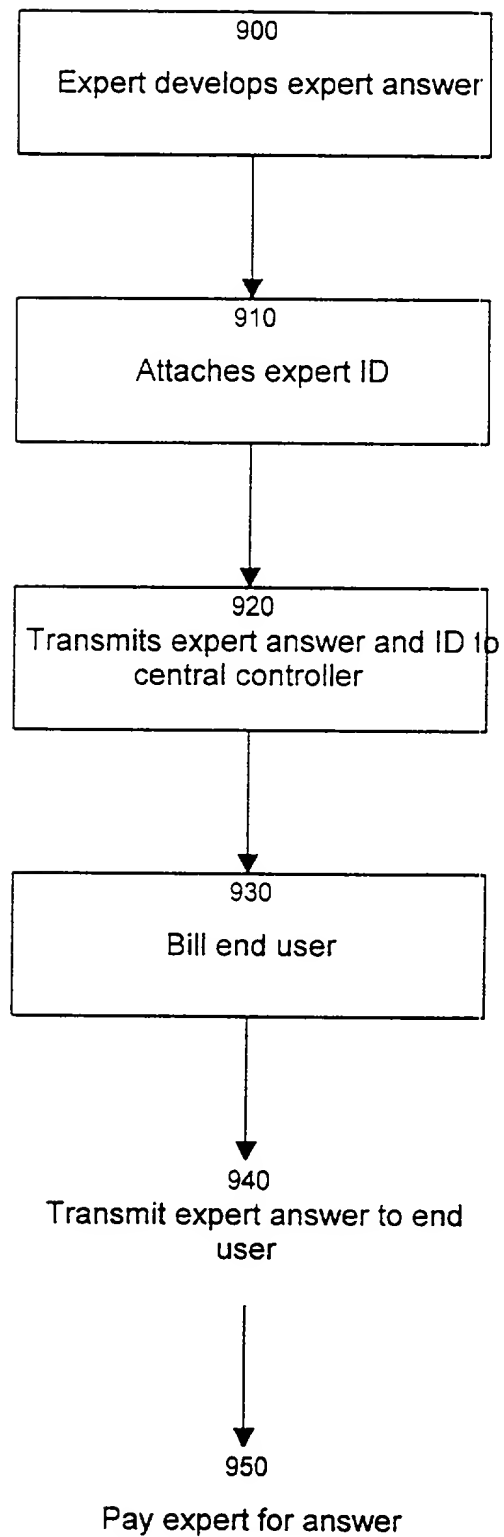 900
Expert develops expert answer
910
Attaches expert ID
920
Transmits expert answer and ID to
central controller
930
Bill end user
940
Transmit expert answer to end
user
950
Pay expert for answer